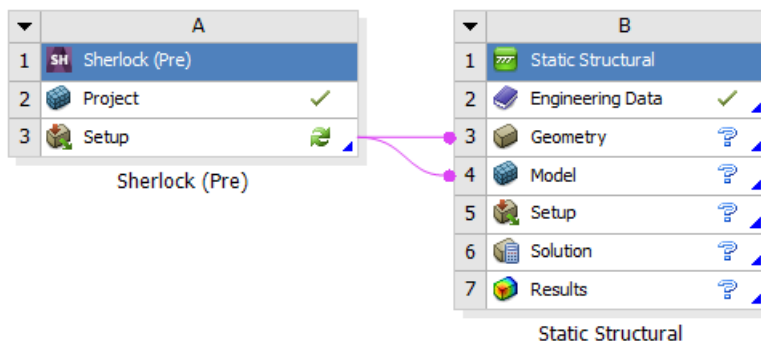 A
1 SH Sherlock (Pre)
2 Project
3 Setup
Sherlock (Pre)
B
1 Static Structural
2 Engineering Data
3 Geometry
4 Model
5 Setup
6 Solution
7 Results
Static Structural